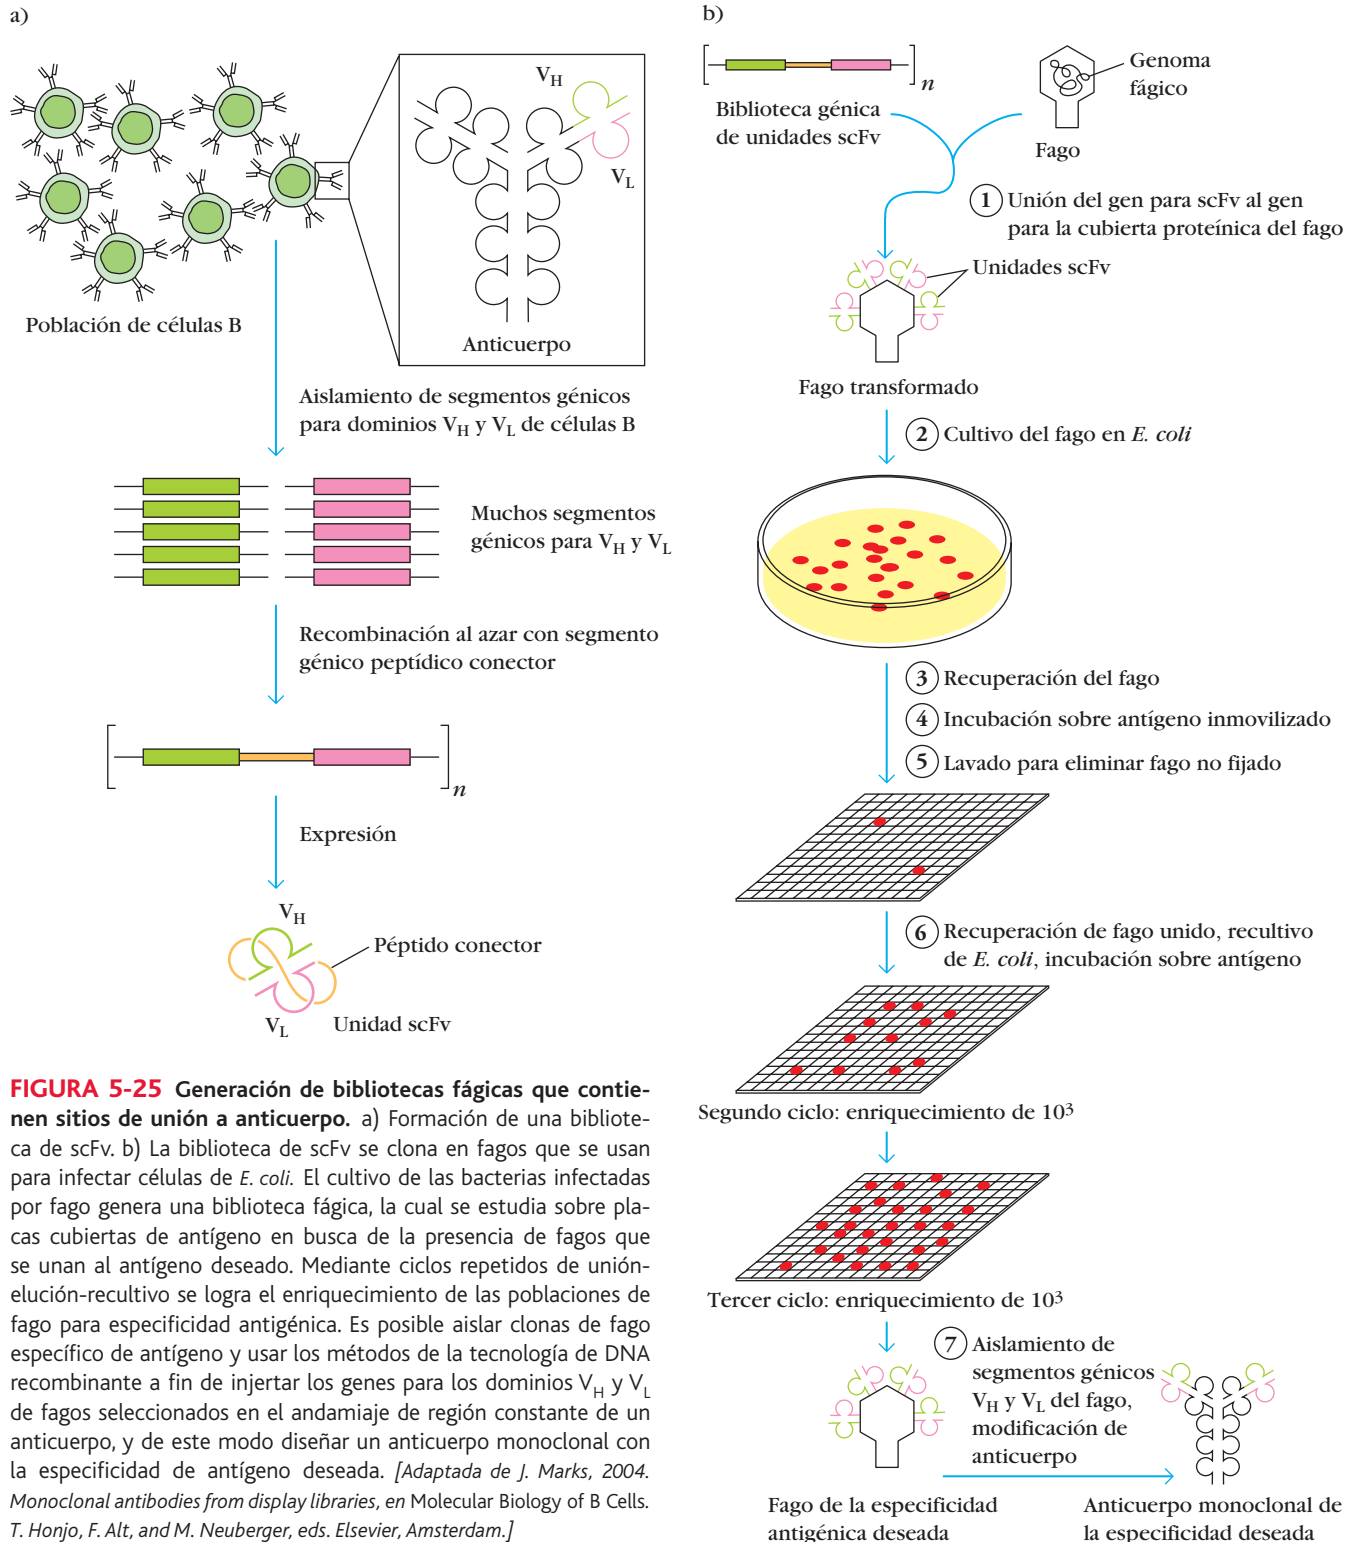 a)
V_H
V_L
Población de células B
Anticuerpo
Aislamiento de segmentos génicos
para dominios V_H y V_L de células B
Muchos segmentos
génicos para V_H y V_L
Recombinación al azar con segmento
génico peptídico conector
n
Expresión
V_H
Péptido conector
V_L
Unidad scFv
FIGURA 5-25 Generación de bibliotecas fágicas que contie-
nen sitios de unión a anticuerpo. a) Formación de una bibliote-
ca de scFv. b) La biblioteca de scFv se clona en fagos que se usan
para infectar células de E. coli. El cultivo de las bacterias infectadas
por fago genera una biblioteca fágica, la cual se estudia sobre pla-
cas cubiertas de antígeno en busca de la presencia de fagos que
se unan al antígeno deseado. Mediante ciclos repetidos de unión-
elución-recultivo se logra el enriquecimiento de las poblaciones de
fago para especificidad antigénica. Es posible aislar clonas de fago
específico de antígeno y usar los métodos de la tecnología de DNA
recombinante a fin de injertar los genes para los dominios V_H y V_L
de fagos seleccionados en el andamiaje de región constante de un
anticuerpo, y de este modo diseñar un anticuerpo monoclonal con
la especificidad de antígeno deseada. [Adaptada de J. Marks, 2004.
Monoclonal antibodies from display libraries, en Molecular Biology of B Cells.
T. Honjo, F. Alt, and M. Neuberger, eds. Elsevier, Amsterdam.]
b)
n
Biblioteca génica
de unidades scFv
Genoma
fágico
Fago
1 Unión del gen para scFv al gen
para la cubierta proteínica del fago
Unidades scFv
Fago transformado
2 Cultivo del fago en E. coli
3 Recuperación del fago
4 Incubación sobre antígeno inmovilizado
5 Lavado para eliminar fago no fijado
6 Recuperación de fago unido, recultivo
de E. coli, incubación sobre antígeno
Segundo ciclo: enriquecimiento de 10³
Tercer ciclo: enriquecimiento de 10³
7 Aislamiento de
segmentos génicos
V_H y V_L del fago,
modificación de
anticuerpo
Fago de la especificidad
antigénica deseada
Anticuerpo monoclonal de
la especificidad deseada